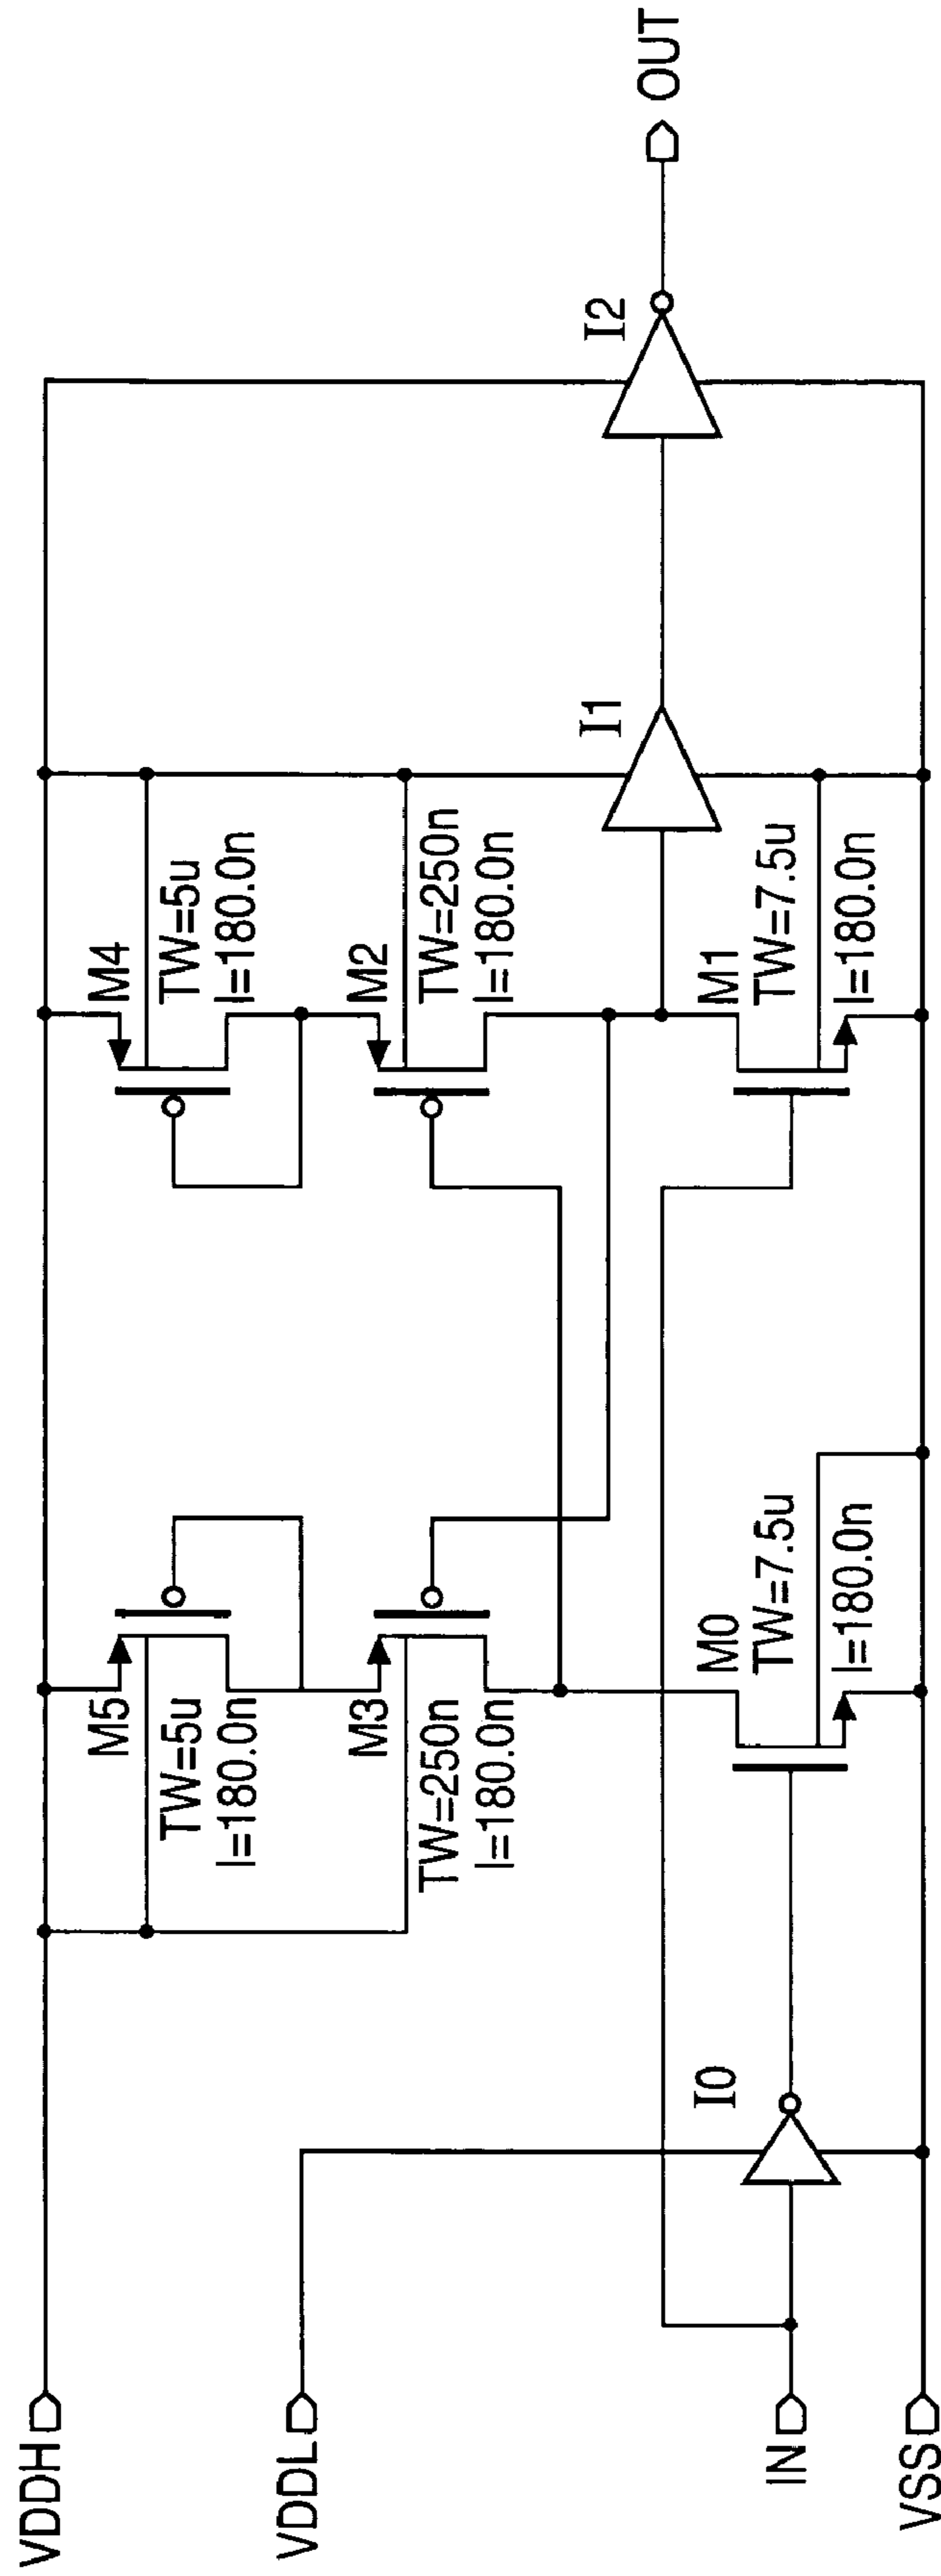 VDDH
VDDL
IN
VSS
I0
M5
TW=5u
l=180.0n
M3
TW=250n
l=180.0n
M0
TW=7.5u
l=180.0n
M4
TW=5u
l=180.0n
M2
TW=250n
l=180.0n
M1
TW=7.5u
l=180.0n
I1
I2
OUT